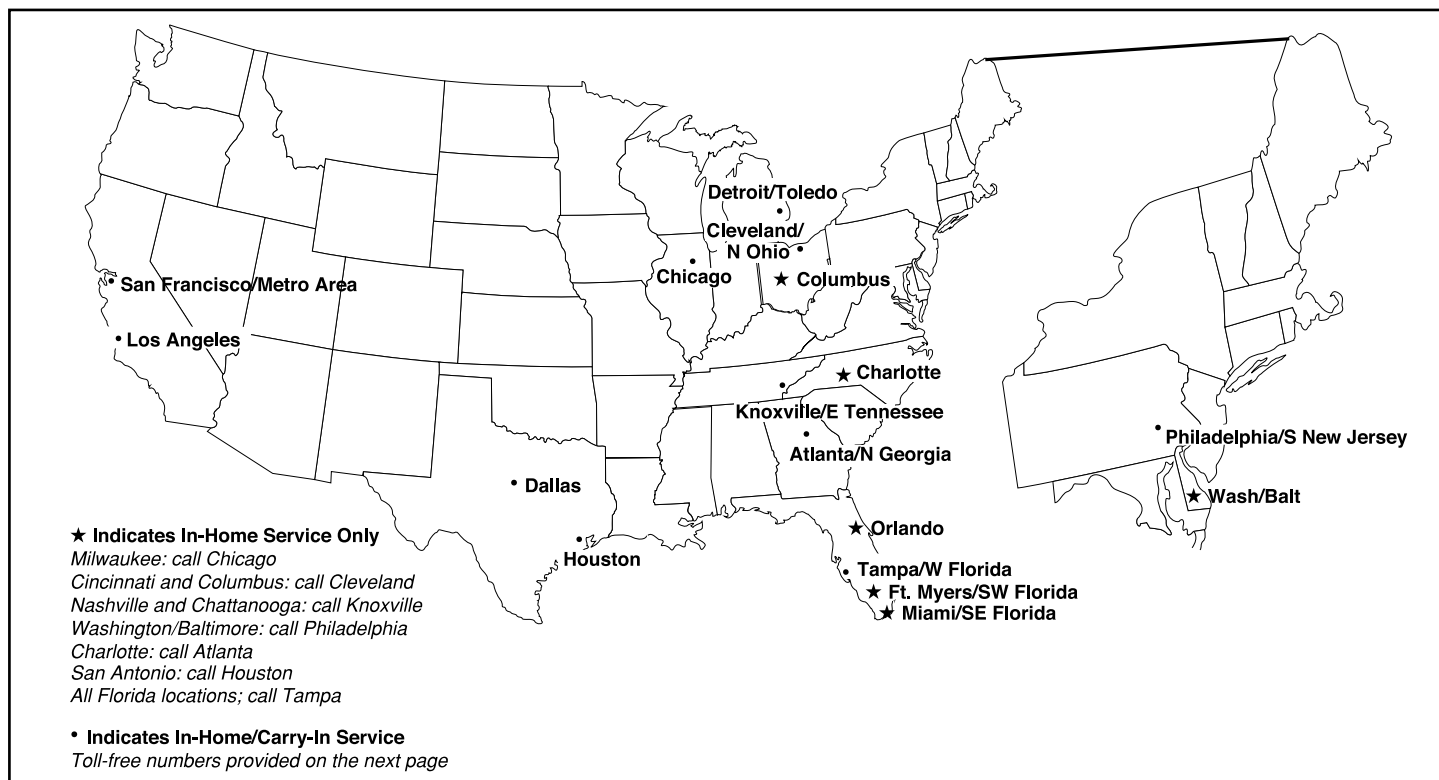 Detroit/Toledo
Cleveland/
N Ohio
Chicago
★ Columbus
San Francisco/Metro Area
Los Angeles
★ Charlotte
Knoxville/E Tennessee
Atlanta/N Georgia
Philadelphia/S New Jersey
★ Wash/Balt
Dallas
Houston
★ Orlando
Tampa/W Florida
★ Ft. Myers/SW Florida
★ Miami/SE Florida
★ Indicates In-Home Service Only
Milwaukee: call Chicago
Cincinnati and Columbus: call Cleveland
Nashville and Chattanooga: call Knoxville
Washington/Baltimore: call Philadelphia
Charlotte: call Atlanta
San Antonio: call Houston
All Florida locations; call Tampa
• Indicates In-Home/Carry-In Service
Toll-free numbers provided on the next page